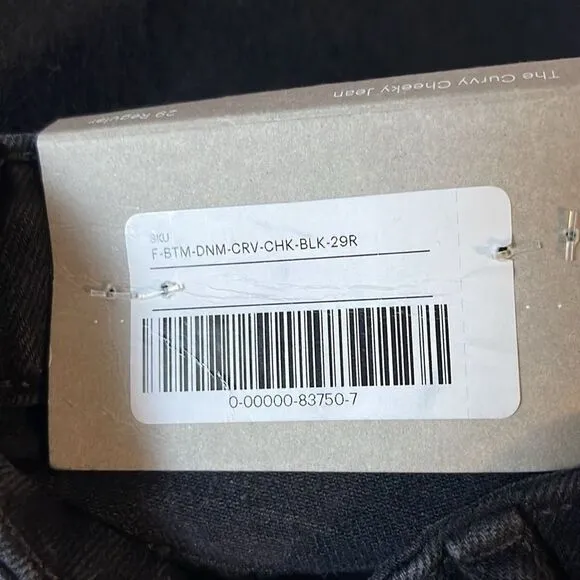 The Curvy Cheeky Jean
29 Regular
SKU
F-BTM-DNM-CRV-CHK-BLK-29R
0-00000-83750-7